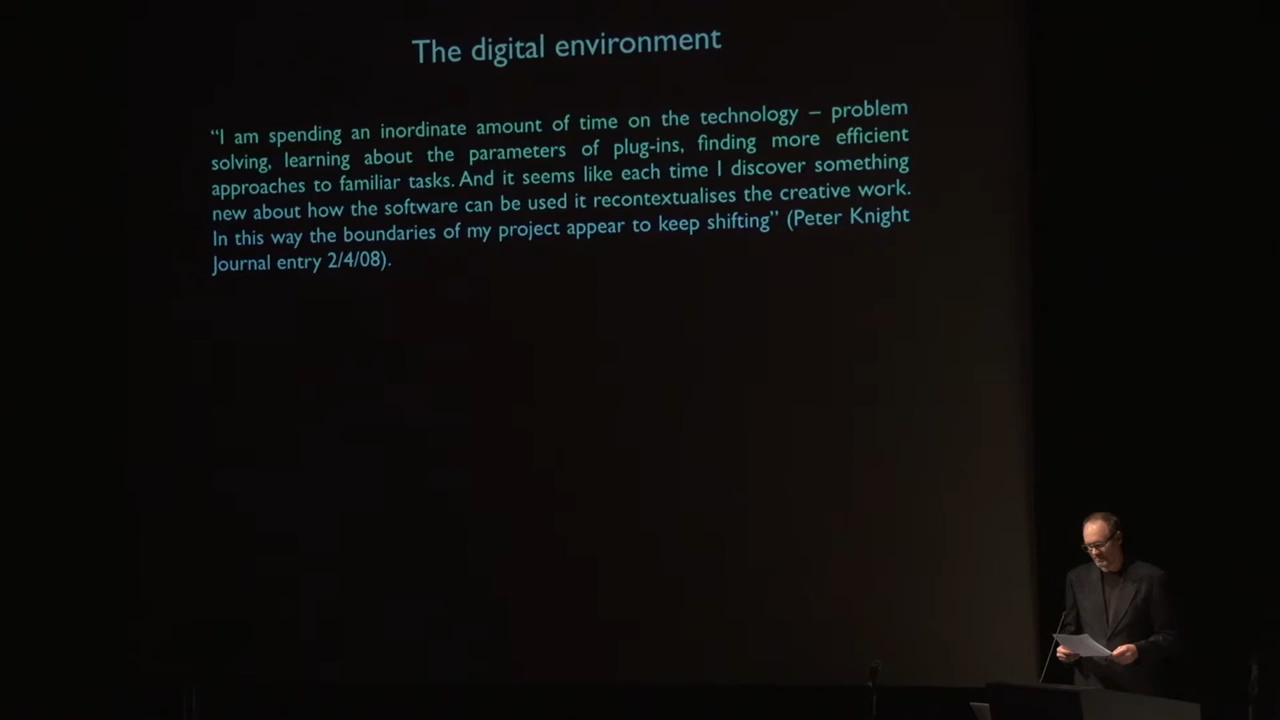 The digital environment
“I am spending an inordinate amount of time on the technology – problem
solving, learning about the parameters of plug-ins, finding more efficient
approaches to familiar tasks. And it seems like each time I discover something
new about how the software can be used it recontextualises the creative work.
In this way the boundaries of my project appear to keep shifting” (Peter Knight
Journal entry 2/4/08).